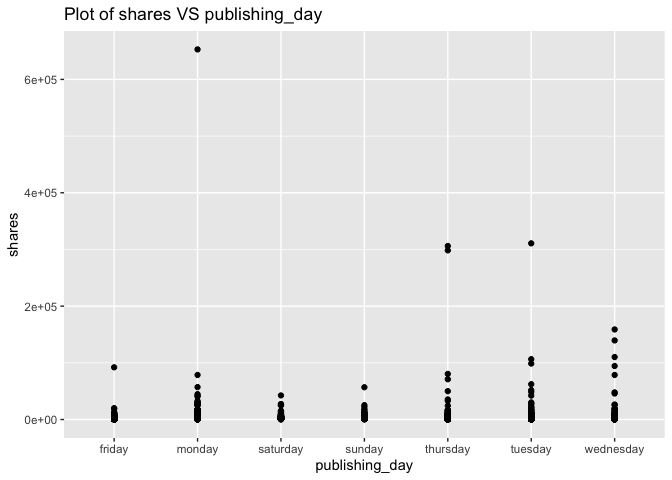 Plot of shares VS publishing_day
6e+05
4e+05
2e+05
0e+00
shares
friday monday saturday sunday thursday tuesday wednesday
publishing_day